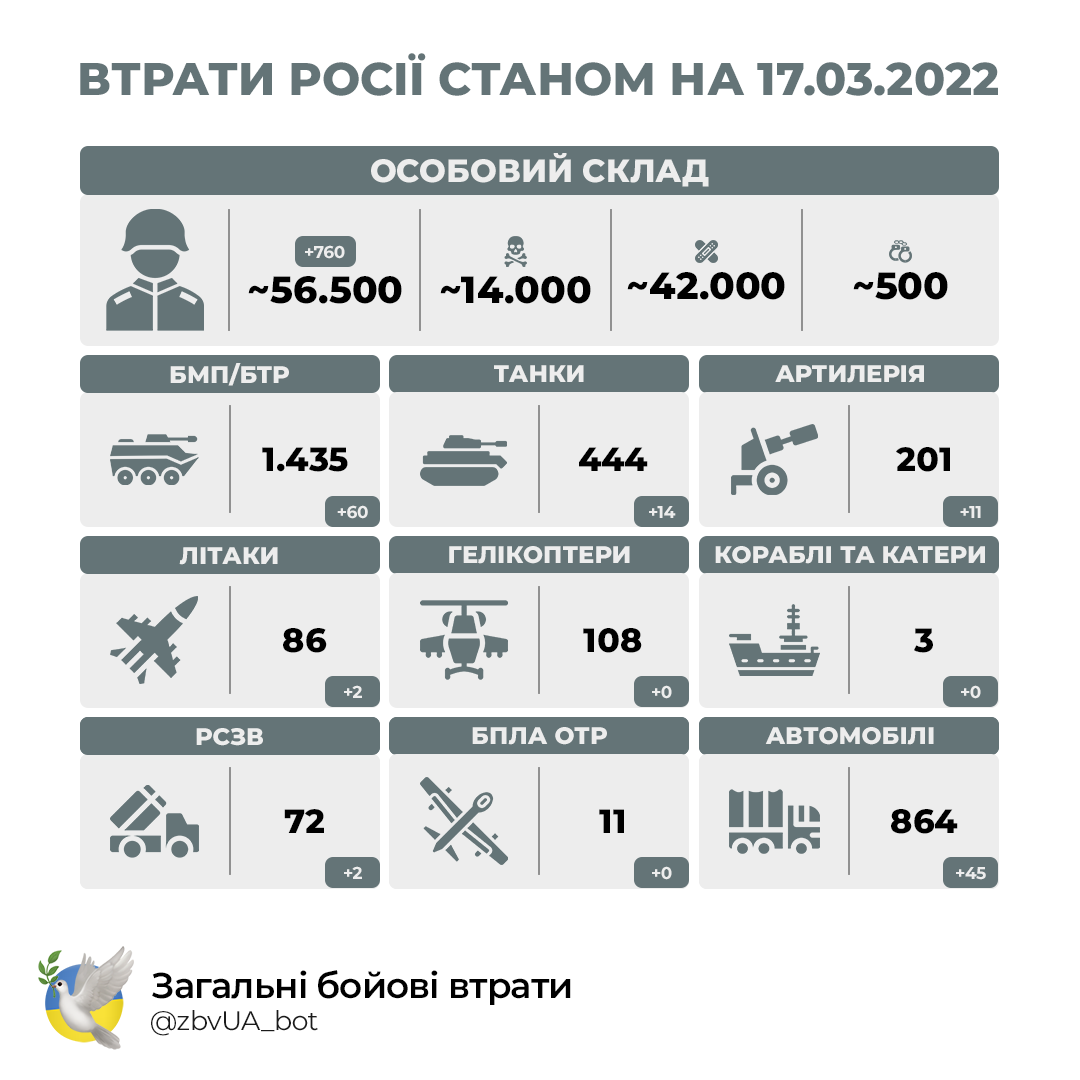 ВТРАТИ РОСІЇ СТАНОМ НА 17.03.2022
ОСОБОВИЙ СКЛАД
+760
~56.500
~14.000
~42.000
~500
БМП/БТР
1.435
+60
ТАНКИ
444
+14
АРТИЛЕРІЯ
201
+11
ЛІТАКИ
86
+2
ГЕЛІКОПТЕРИ
108
+0
КОРАБЛІ ТА КАТЕРИ
3
+0
РСЗВ
72
+2
БПЛА ОТР
11
+0
АВТОМОБІЛІ
864
+45
Загальні бойові втрати
@zbvUA_bot